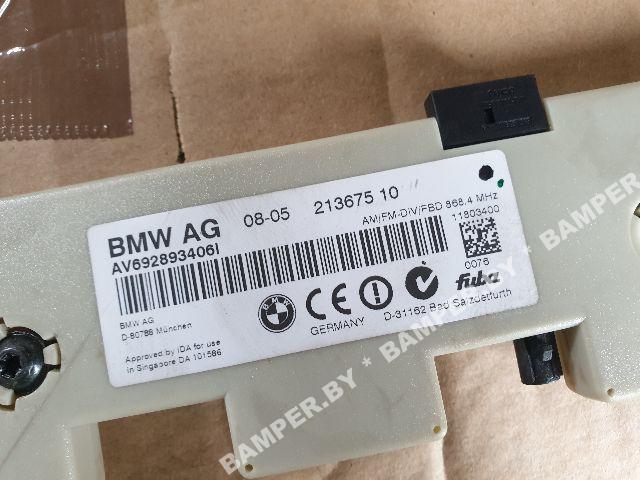 BMW AG 08-05 213675 10
AV692893406I
AM/FM-DIV/FBD 868.4 MHz
11803400
0076
BMW AG
D-80788 München
Approved by IDA for use
in Singapore DA 101586
CE
GERMANY
fuba
D-31162 Bad Salzdetfurth
BAMPER.BY * BAMPER.BY * BAMPER.BY